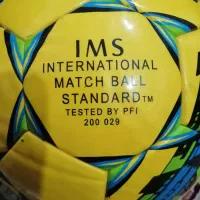 IMS
INTERNATIONAL
MATCH BALL
STANDARD™
TESTED BY PFI
200 029